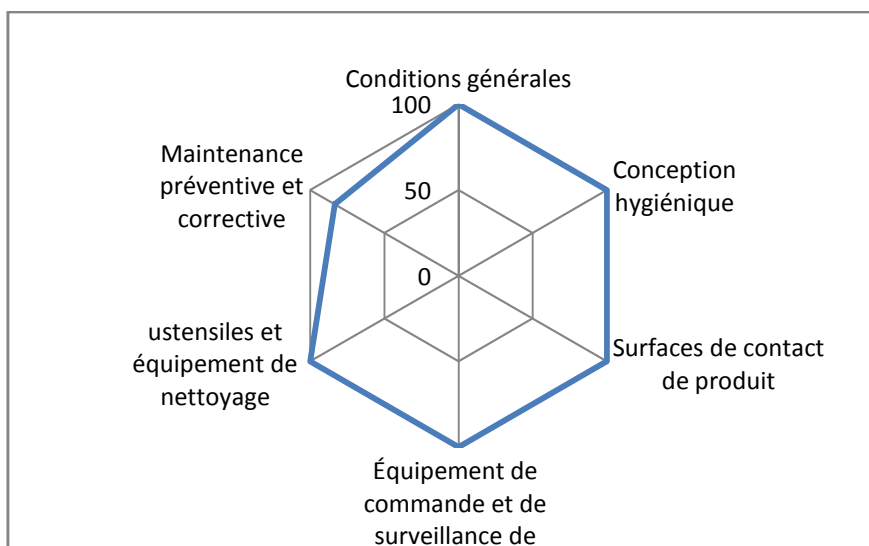 Conditions générales
100
50
0
Conception
hygiénique
Surfaces de contact
de produit
Équipement de
commande et de
surveillance de
ustensiles et
équipement de
nettoyage
Maintenance
préventive et
corrective